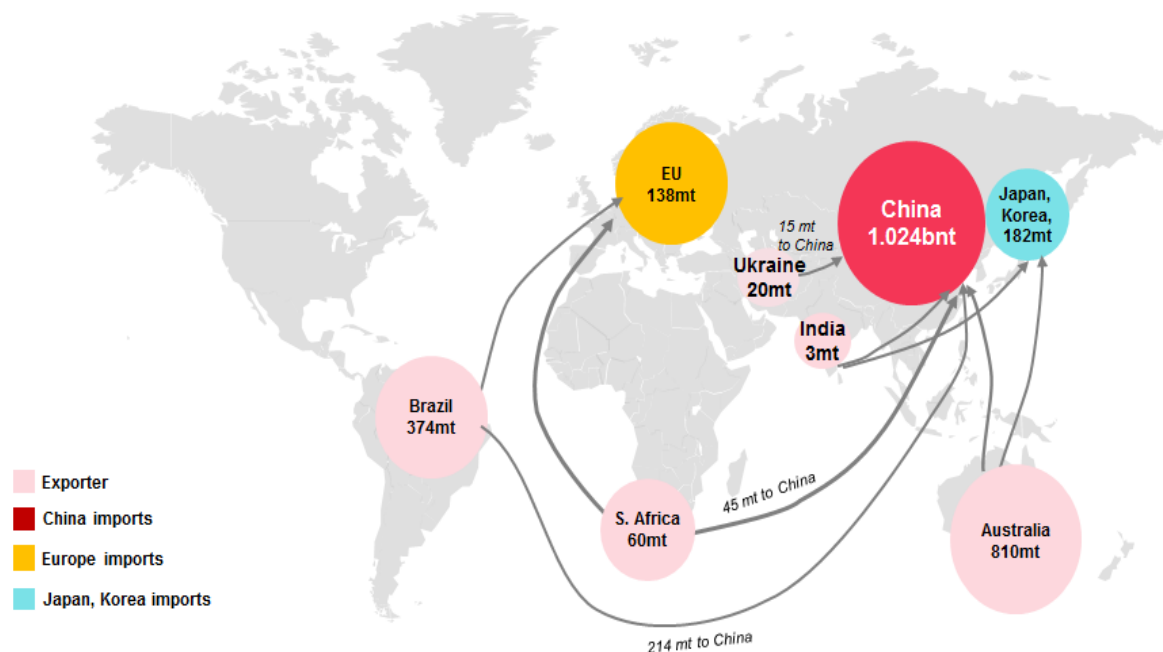 EU
138mt
China
1.024bnt
Japan,
Korea,
182mt
15 mt
to China
Ukraine
20mt
India
3mt
Brazil
374mt
S. Africa
60mt
45 mt to China
Australia
810mt
214 mt to China
Exporter
China imports
Europe imports
Japan, Korea imports